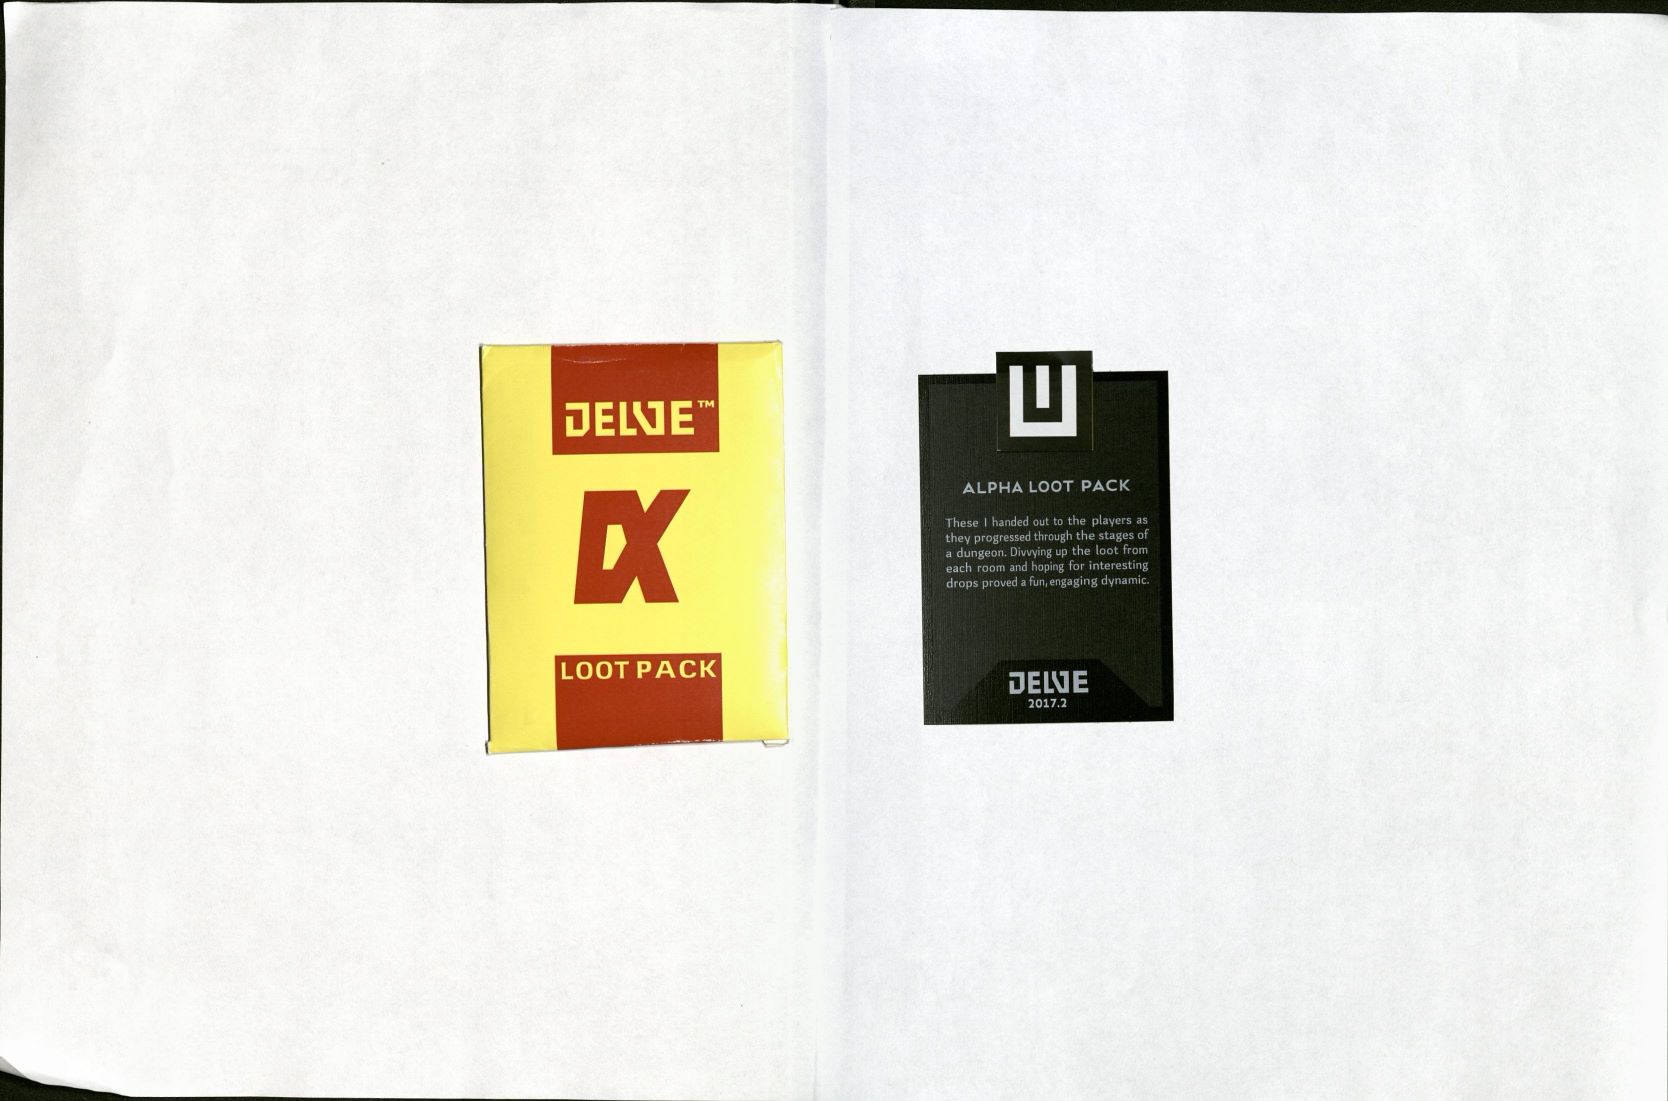 DELVE™
LOOT PACK
ALPHA LOOT PACK
These I handed out to the players as
they progressed through the stages of
a dungeon. Divvying up the loot from
each room and hoping for interesting
drops proved a fun, engaging dynamic.
DELVE
2017.2